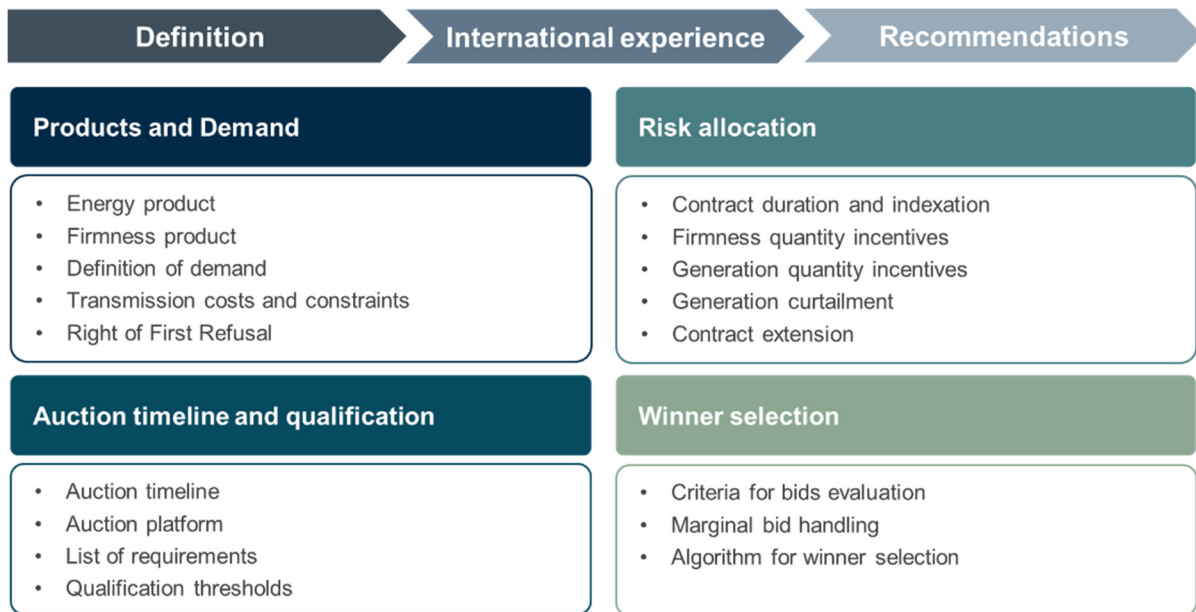 Definition
International experience
Recommendations
Products and Demand
• Energy product
• Firmness product
• Definition of demand
• Transmission costs and constraints
• Right of First Refusal
Risk allocation
• Contract duration and indexation
• Firmness quantity incentives
• Generation quantity incentives
• Generation curtailment
• Contract extension
Auction timeline and qualification
• Auction timeline
• Auction platform
• List of requirements
• Qualification thresholds
Winner selection
• Criteria for bids evaluation
• Marginal bid handling
• Algorithm for winner selection